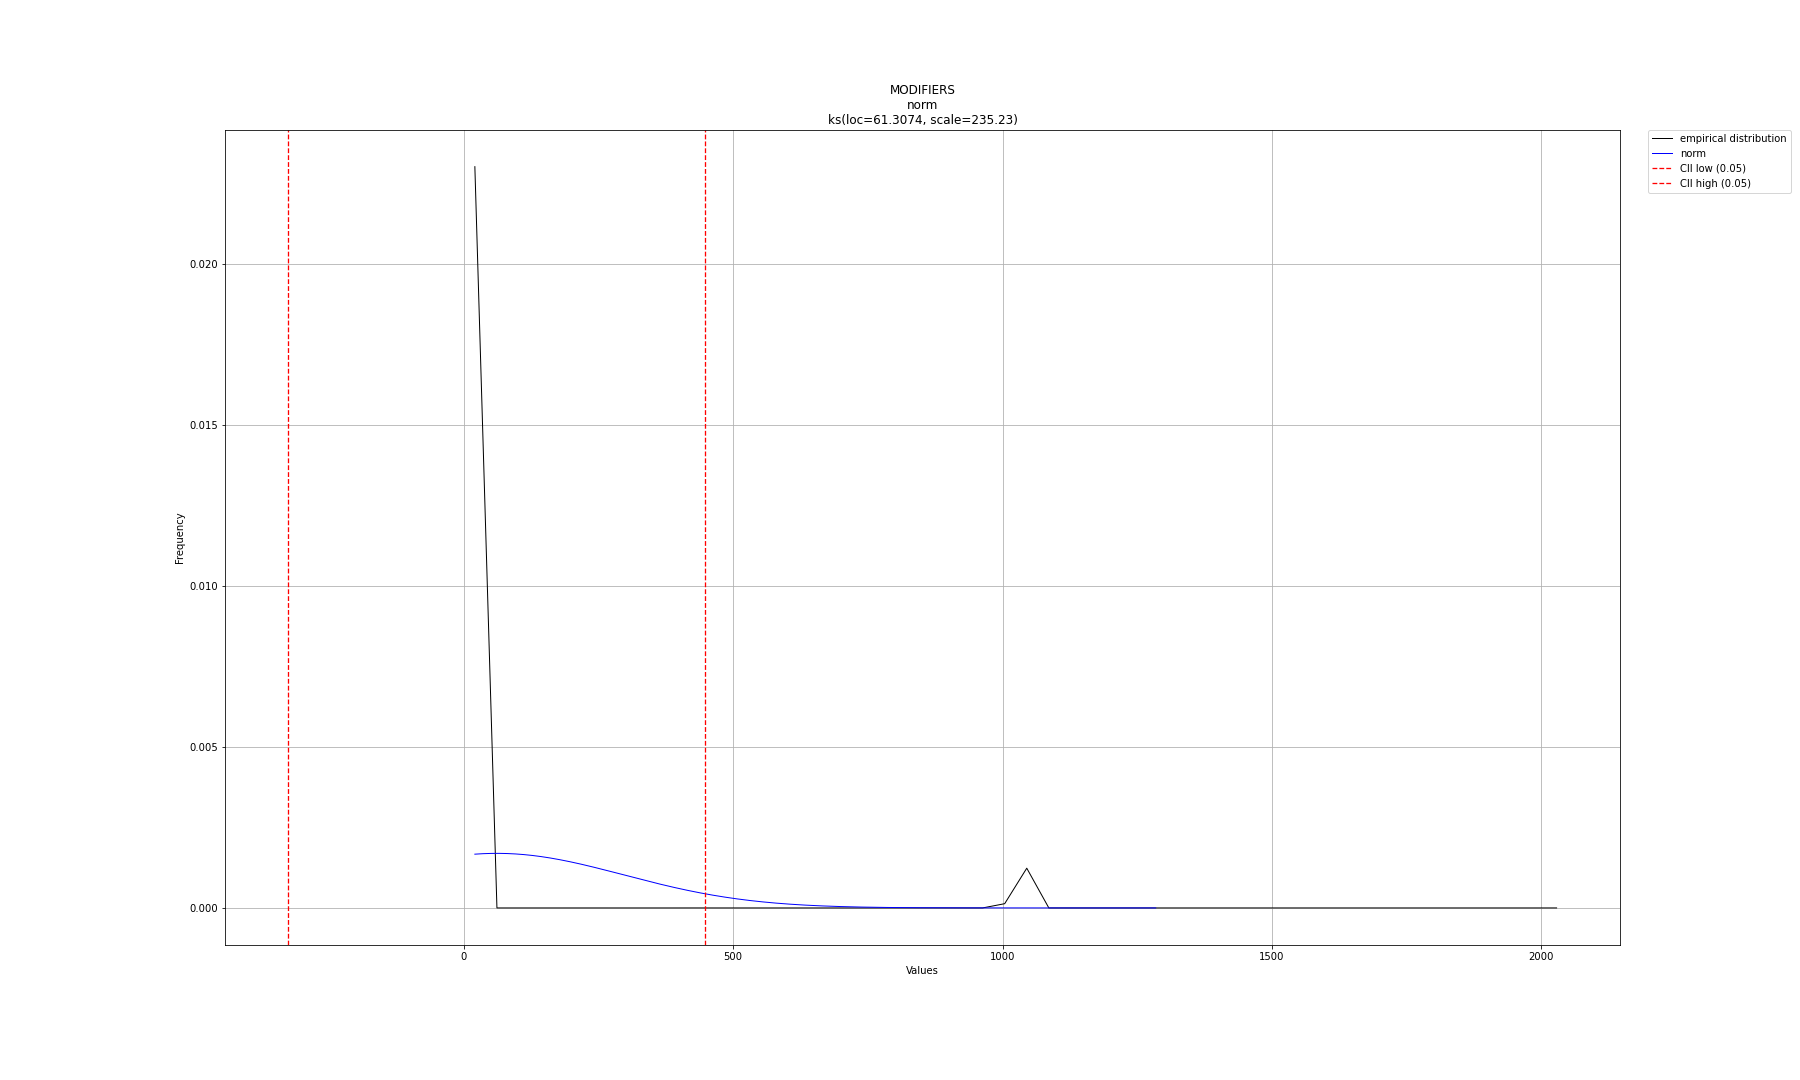 MODIFIERS
norm
ks(loc=61.3074, scale=235.23)
empirical distribution
norm
CII low (0.05)
CII high (0.05)
0.020
0.015
0.010
0.005
0.000
Frequency
0
500
1000
1500
2000
Values